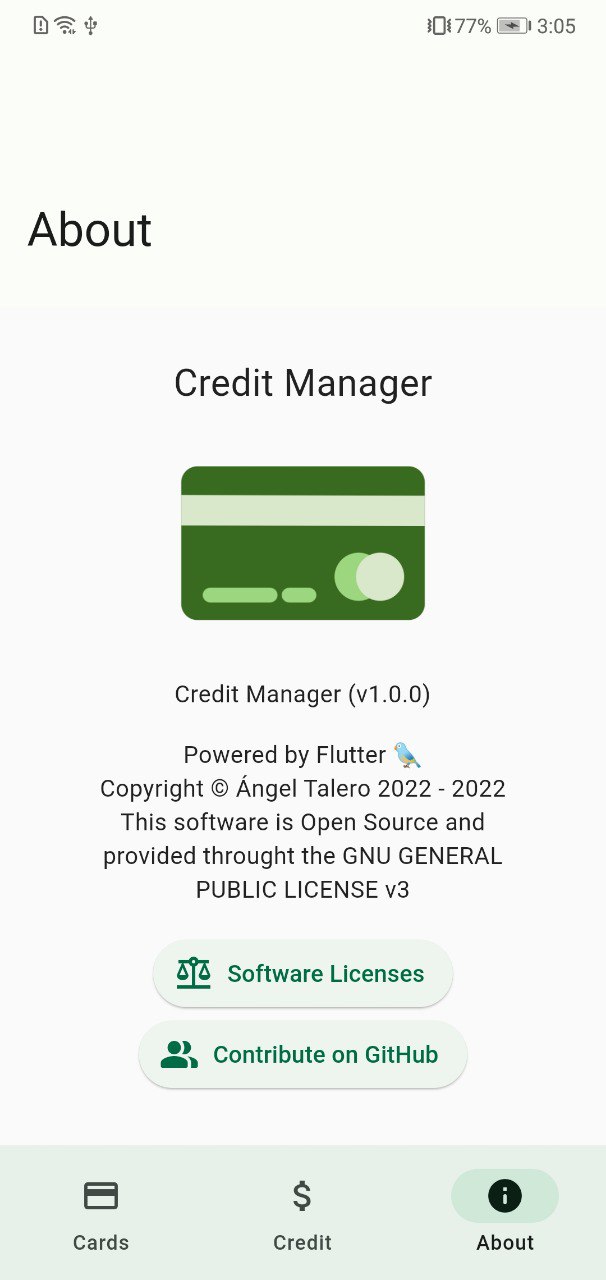 77% 3:05
About
Credit Manager
Credit Manager (v1.0.0)
Powered by Flutter 🐦
Copyright © Ángel Talero 2022 - 2022
This software is Open Source and
provided throught the GNU GENERAL
PUBLIC LICENSE v3
Software Licenses
Contribute on GitHub
Cards Credit About